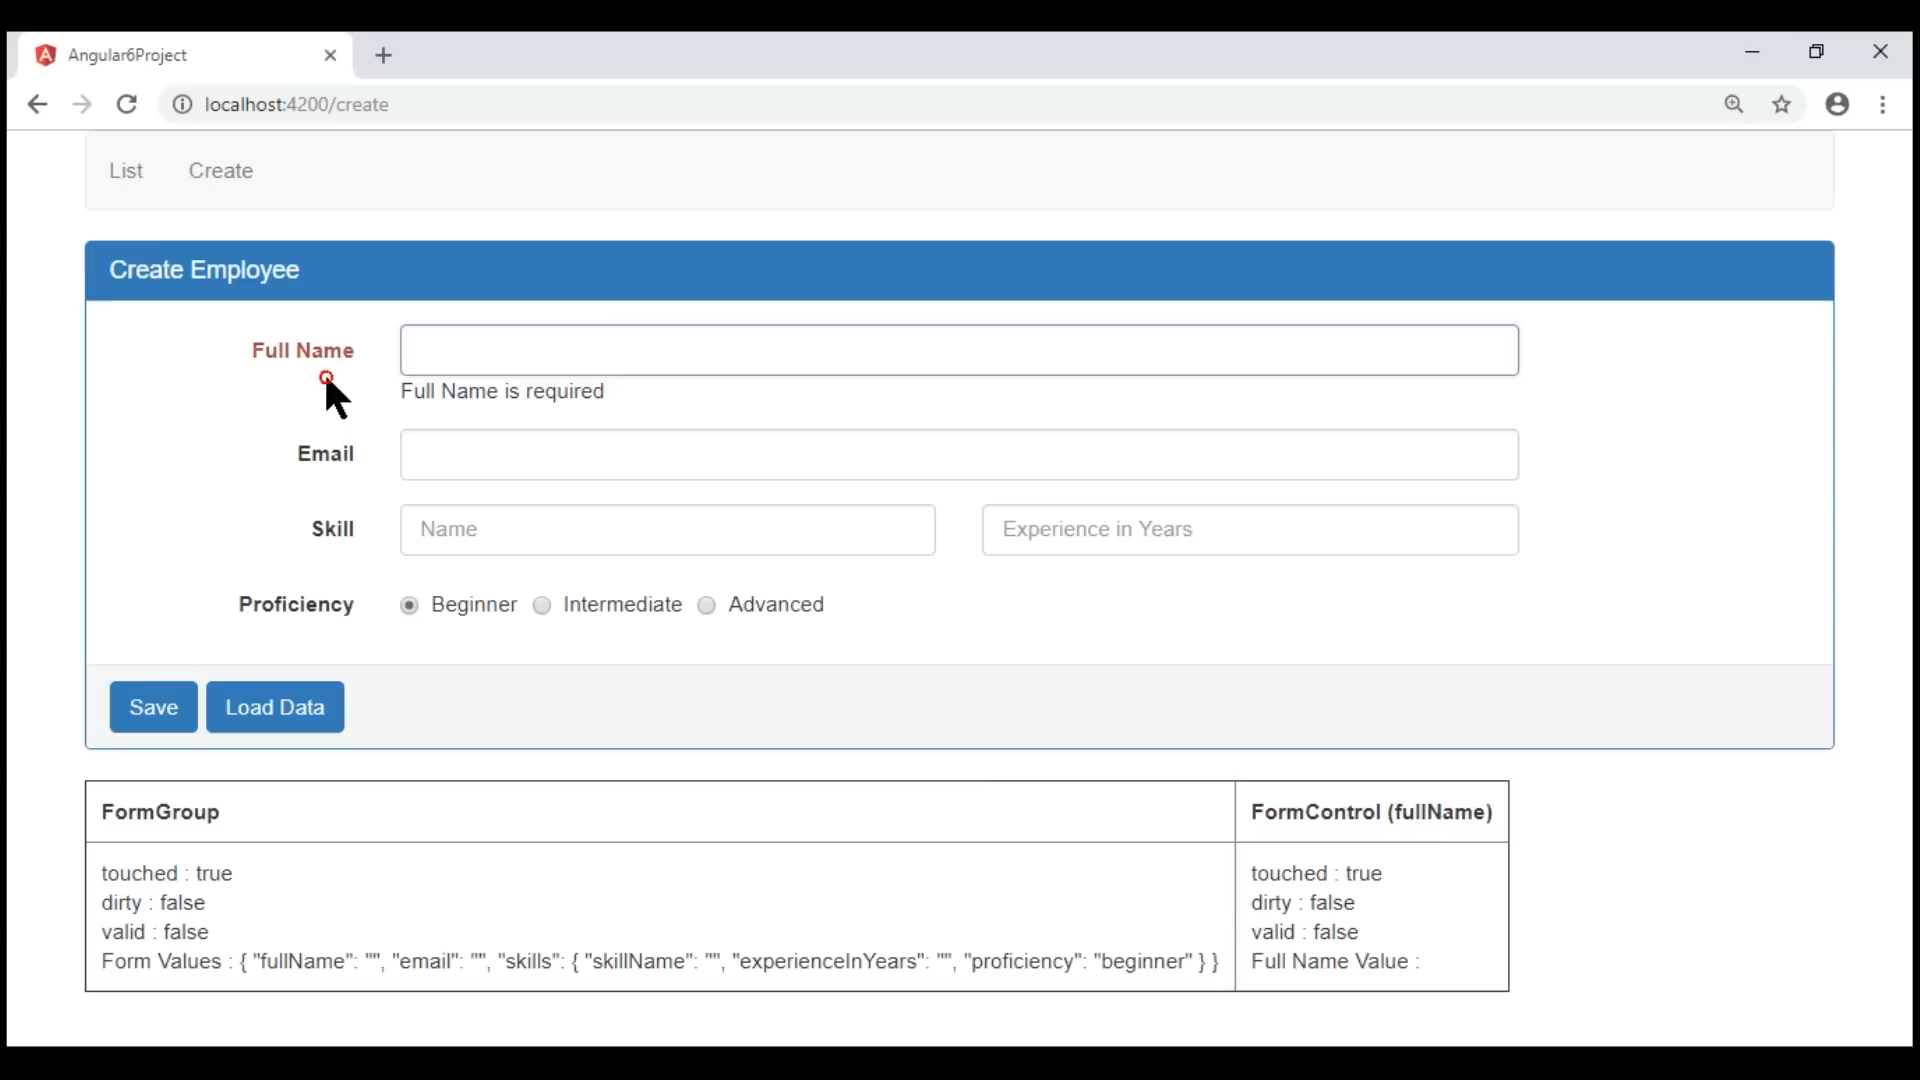 Angular6Project
localhost:4200/create
List Create
Create Employee
Full Name
Full Name is required
Email
Skill Name Experience in Years
Proficiency Beginner Intermediate Advanced
Save Load Data
FormGroup FormControl (fullName)
touched : true touched : true
dirty : false dirty : false
valid : false valid : false
Form Values : { "fullName": "", "email": "", "skills": { "skillName": "", "experienceInYears": "", "proficiency": "beginner" } } Full Name Value :